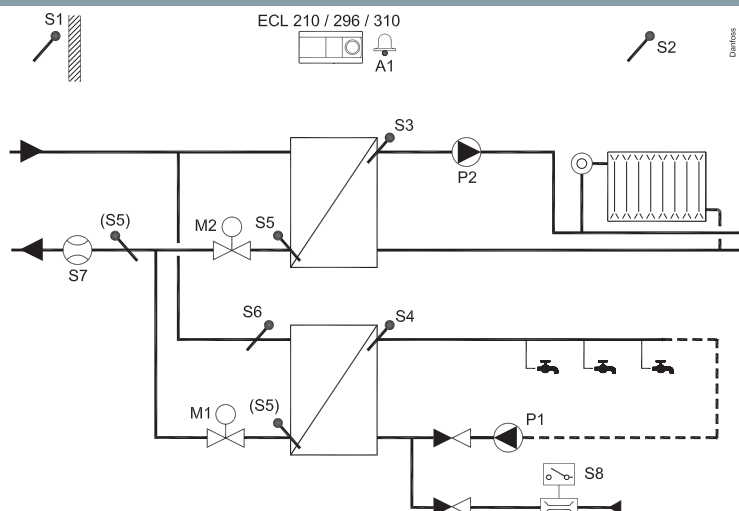 S1
ECL 210 / 296 / 310
A1
S2
Danfoss
S3
P2
(S5)
M2
S5
S7
S6
S4
M1
(S5)
P1
S8